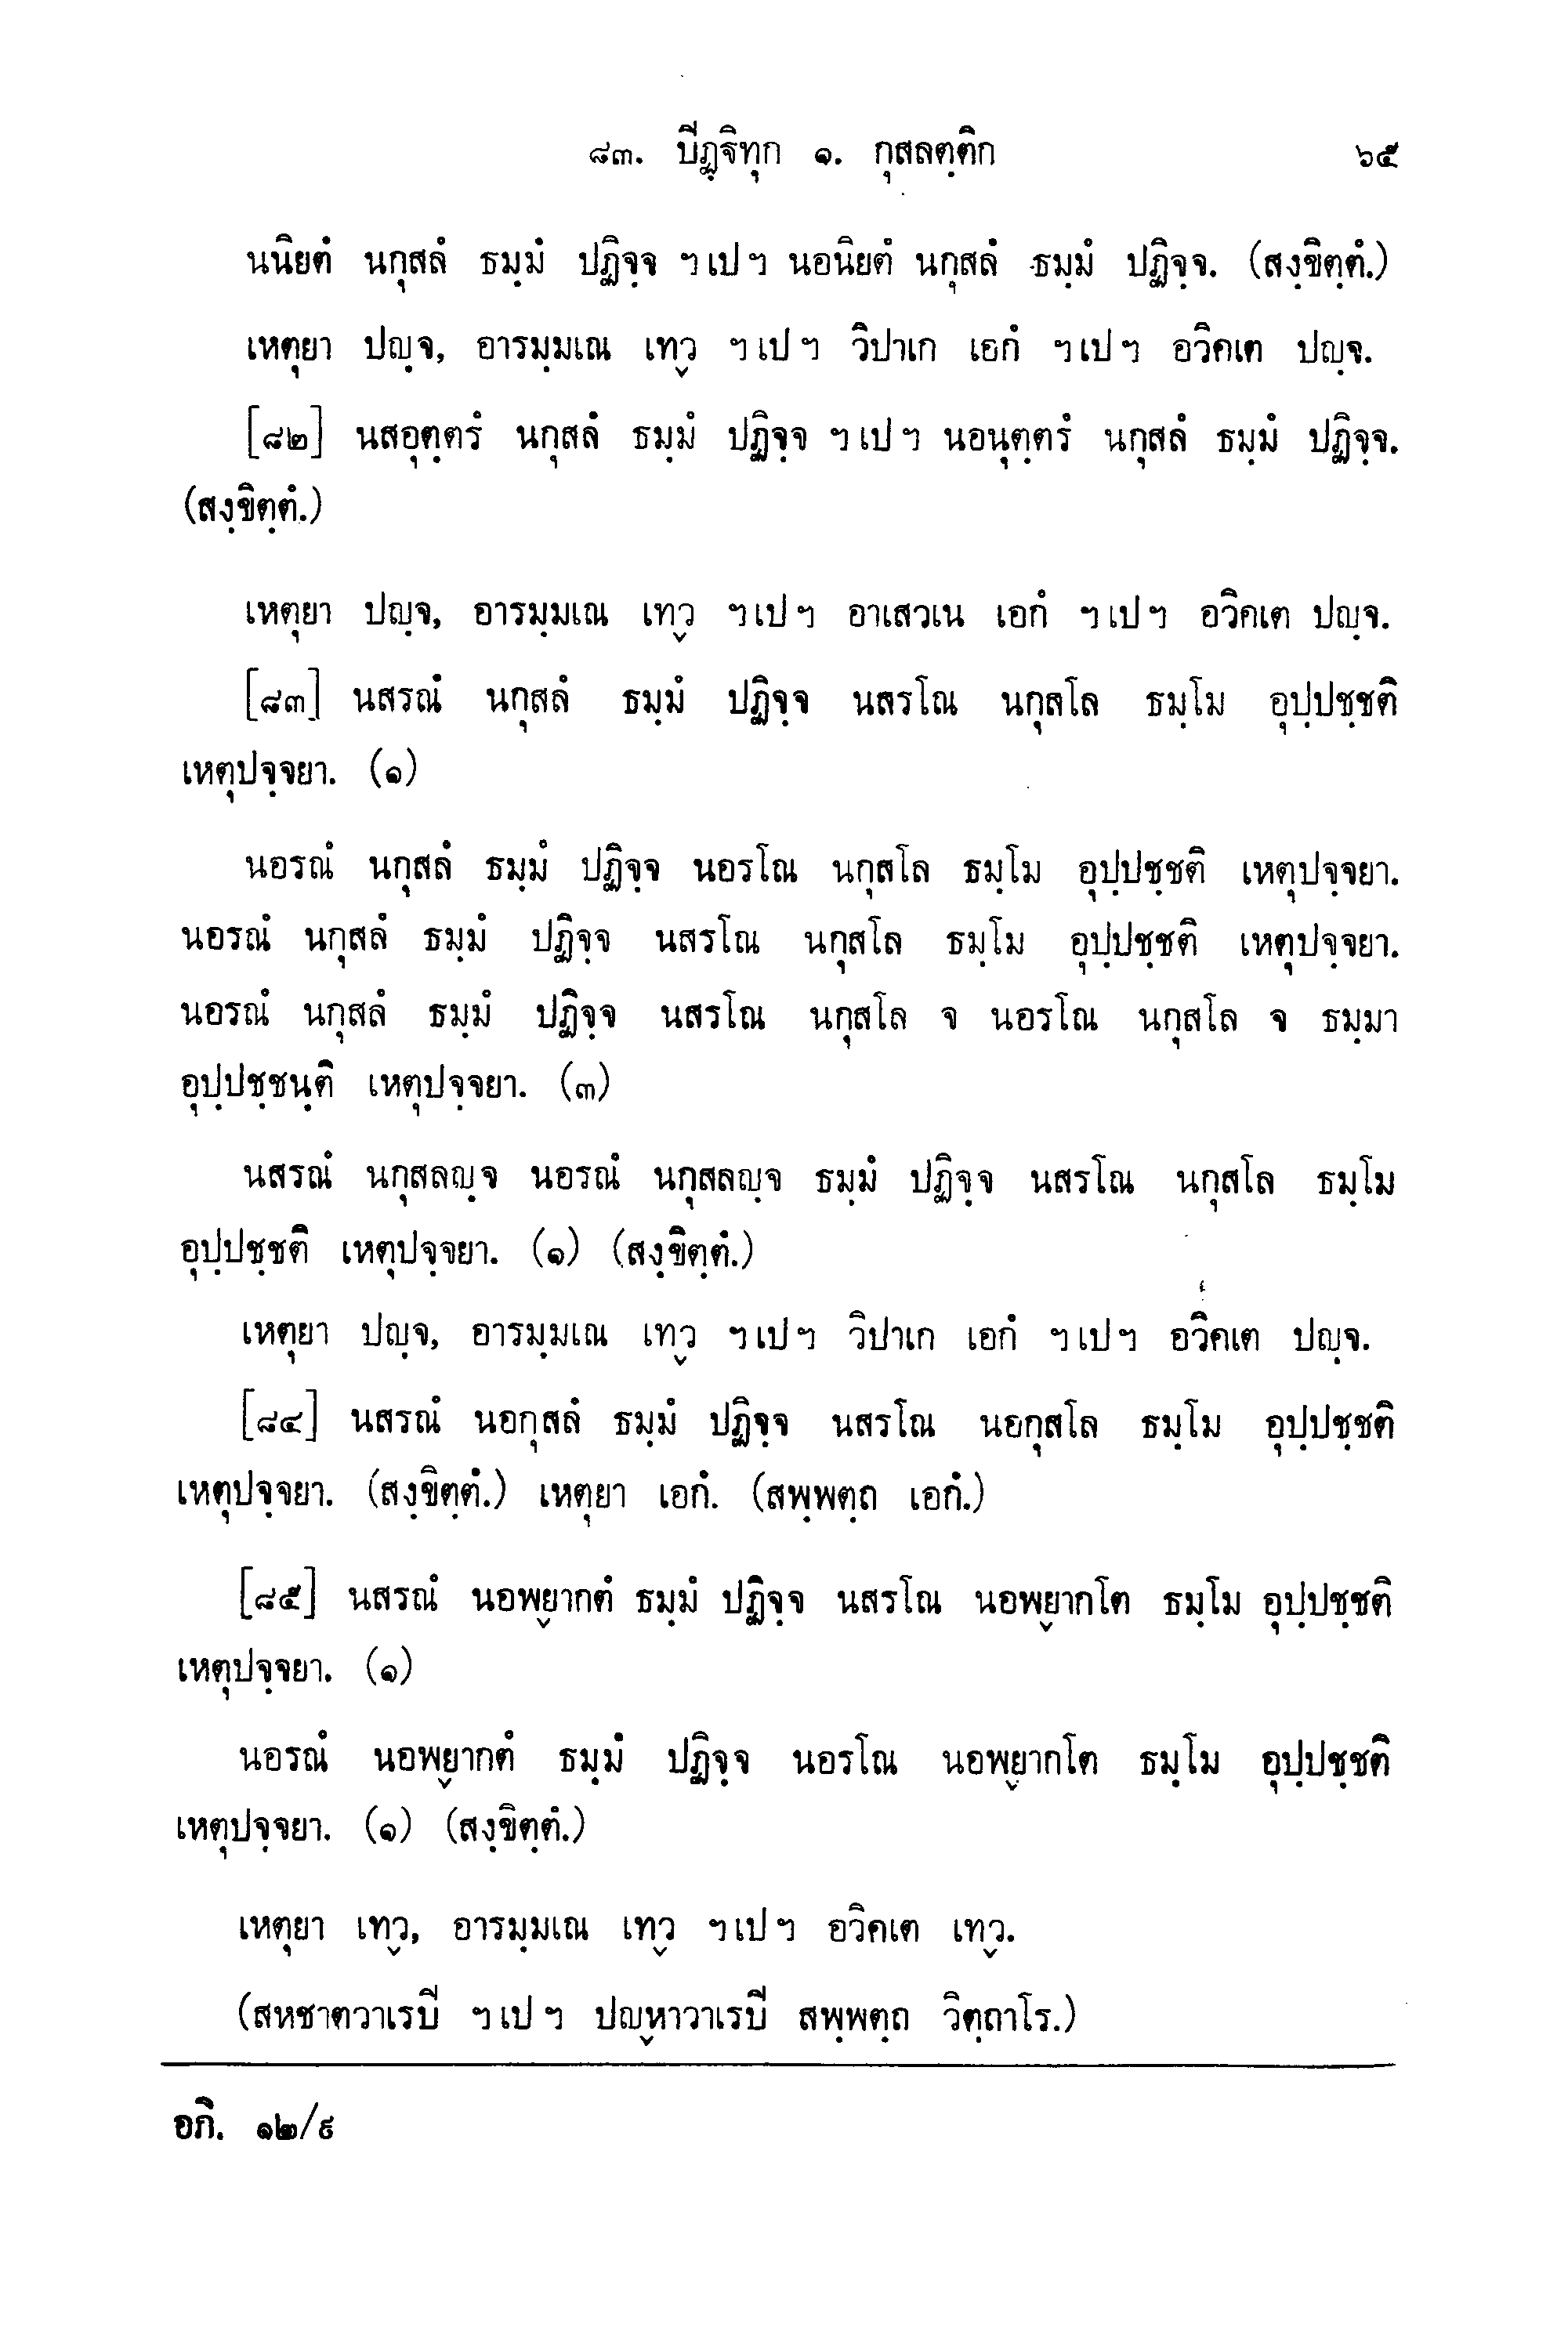 ๘๓. ปิฏฺฐิทุก ๑. กุสลตฺติก ๖๕
นนิยตํ นกุสลํ ธมฺมํ ปฏิจฺจ ฯเปฯ นอนิยตํ นกุสลํ ธมฺมํ ปฏิจฺจ. (สงฺขิตฺตํ.)
เหตุยา ปญฺจ, อารมฺมเณ เทฺว ฯเปฯ วิปาเก เอกํ ฯเปฯ อวิคเต ปญฺจ.
[๘๒] นสอุตฺตรํ นกุสลํ ธมฺมํ ปฏิจฺจ ฯเปฯ นอนุตฺตรํ นกุสลํ ธมฺมํ ปฏิจฺจ.
(สงฺขิตฺตํ.)
เหตุยา ปญฺจ, อารมฺมเณ เทฺว ฯเปฯ อาเสวเน เอกํ ฯเปฯ อวิคเต ปญฺจ.
[๘๓] นสรณํ นกุสลํ ธมฺมํ ปฏิจฺจ นสรโณ นกุสโล ธมฺโม อุปฺปชฺชติ
เหตุปจฺจยา. (๑)
นอรณํ นกุสลํ ธมฺมํ ปฏิจฺจ นอรโณ นกุสโล ธมฺโม อุปฺปชฺชติ เหตุปจฺจยา.
นอรณํ นกุสลํ ธมฺมํ ปฏิจฺจ นสรโณ นกุสโล ธมฺโม อุปฺปชฺชติ เหตุปจฺจยา.
นอรณํ นกุสลํ ธมฺมํ ปฏิจฺจ นสรโณ นกุสโล จ นอรโณ นกุสโล จ ธมฺมา
อุปฺปชฺชนฺติ เหตุปจฺจยา. (๓)
นสรณํ นกุสลญฺจ นอรณํ นกุสลญฺจ ธมฺมํ ปฏิจฺจ นสรโณ นกุสโล ธมฺโม
อุปฺปชฺชติ เหตุปจฺจยา. (๑) (สงฺขิตฺตํ.)
เหตุยา ปญฺจ, อารมฺมเณ เทฺว ฯเปฯ วิปาเก เอกํ ฯเปฯ อวิคเต ปญฺจ.
[๘๔] นสรณํ นอกุสลํ ธมฺมํ ปฏิจฺจ นสรโณ นอกุสโล ธมฺโม อุปฺปชฺชติ
เหตุปจฺจยา. (สงฺขิตฺตํ.) เหตุยา เอกํ. (สพฺพตฺถ เอกํ.)
[๘๕] นสรณํ นอพฺยากตํ ธมฺมํ ปฏิจฺจ นสรโณ นอพฺยากโต ธมฺโม อุปฺปชฺชติ
เหตุปจฺจยา. (๑)
นอรณํ นอพฺยากตํ ธมฺมํ ปฏิจฺจ นอรโณ นอพฺยากโต ธมฺโม อุปฺปชฺชติ
เหตุปจฺจยา. (๑) (สงฺขิตฺตํ.)
เหตุยา เทฺว, อารมฺมเณ เทฺว ฯเปฯ อวิคเต เทฺว.
(สหชาตวาเรปิ ฯเปฯ ปญฺหาวาเรปิ สพฺพตฺถ วิตฺถาโร.)
อภิ. ๑๒/๙